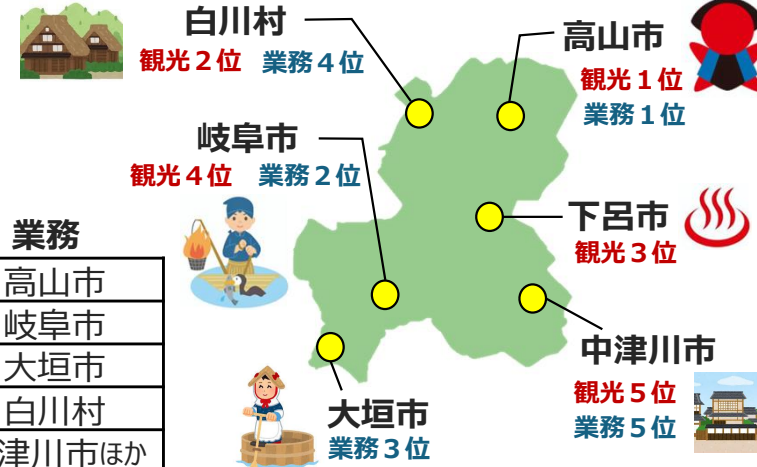 白川村
観光２位 業務４位
高山市
観光１位
業務１位
岐阜市
観光４位 業務２位
下呂市
観光３位
業務
高山市
岐阜市
大垣市
白川村
津川市ほか
中津川市
観光５位
業務５位
大垣市
業務３位